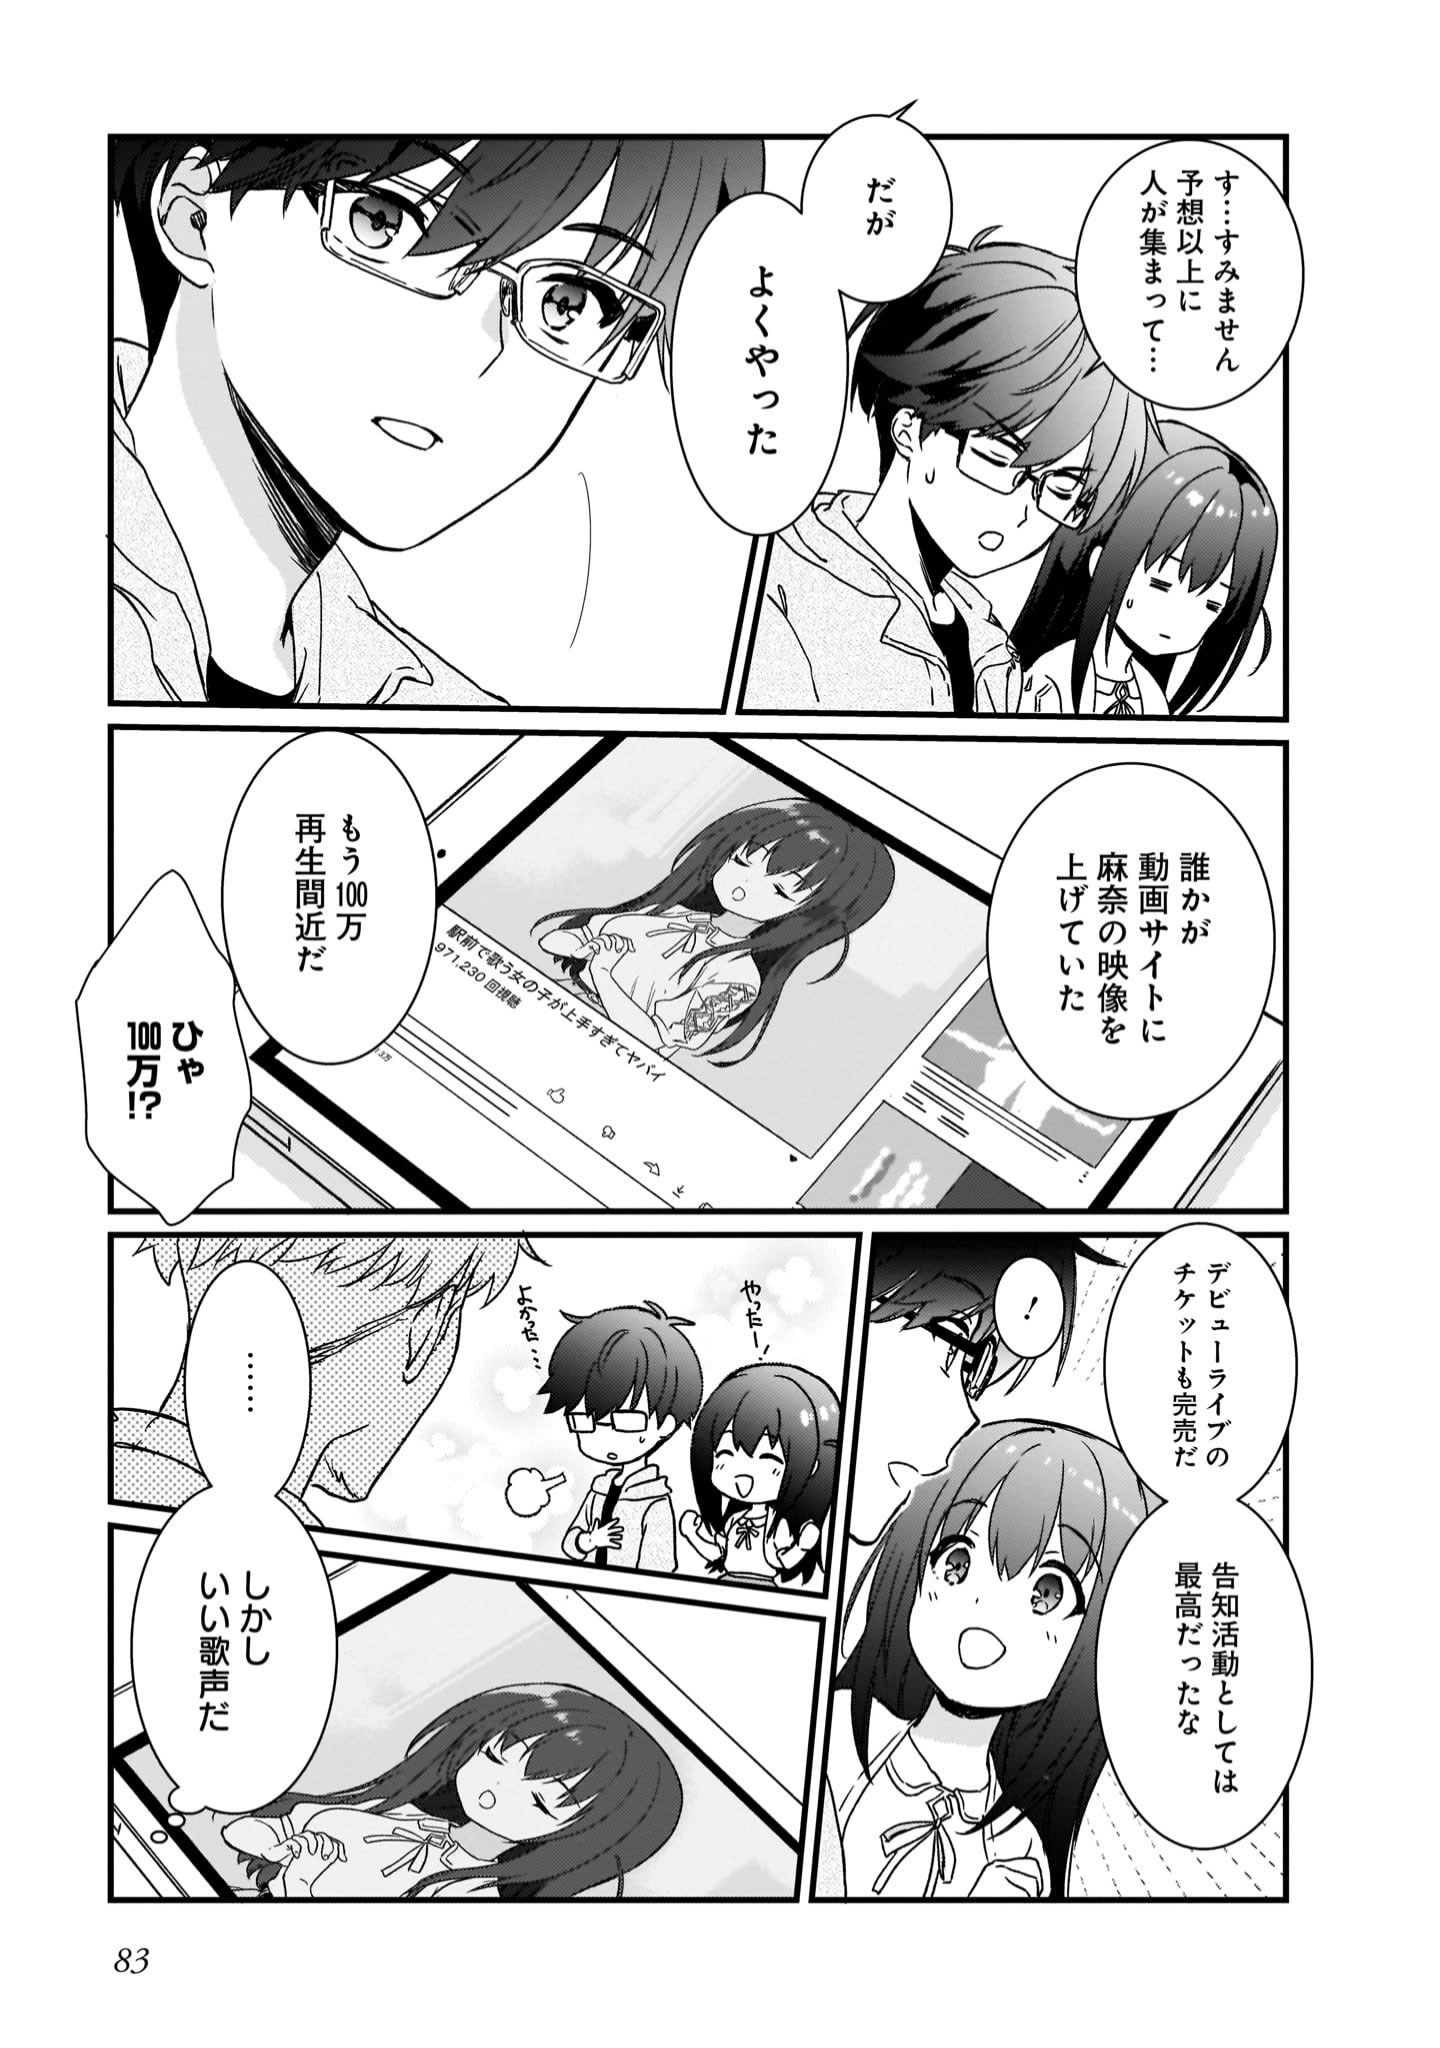 す…すみません
予想以上に
人が集まって…
だが
よくやった
誰かが
動画サイトに
麻奈の映像を
上げていた
駅前で歌う女の子が上手すぎてヤバイ
971,230 回視聴
もう100万
再生間近だ
ひゃ
100万!?
デビューライブの
チケットも完売だ
!
告知活動としては
最高だったな
やったー!
よかった…
……
しかし
いい歌声だ
83